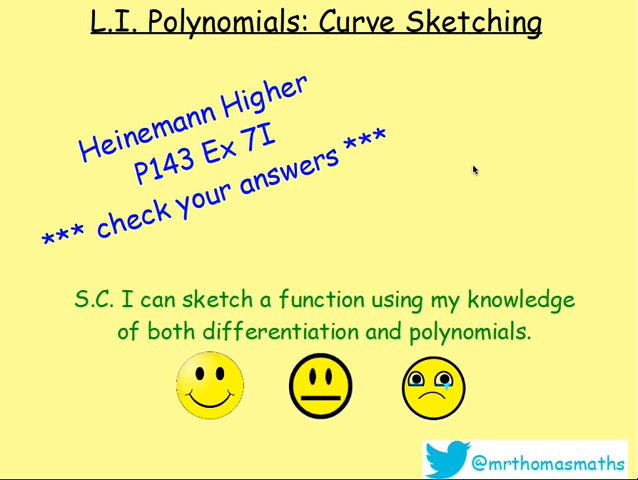 L.I. Polynomials: Curve Sketching
Heinemann Higher
P143 Ex 7I
*** check your answers ***
S.C. I can sketch a function using my knowledge
of both differentiation and polynomials.
@mrthomasmaths